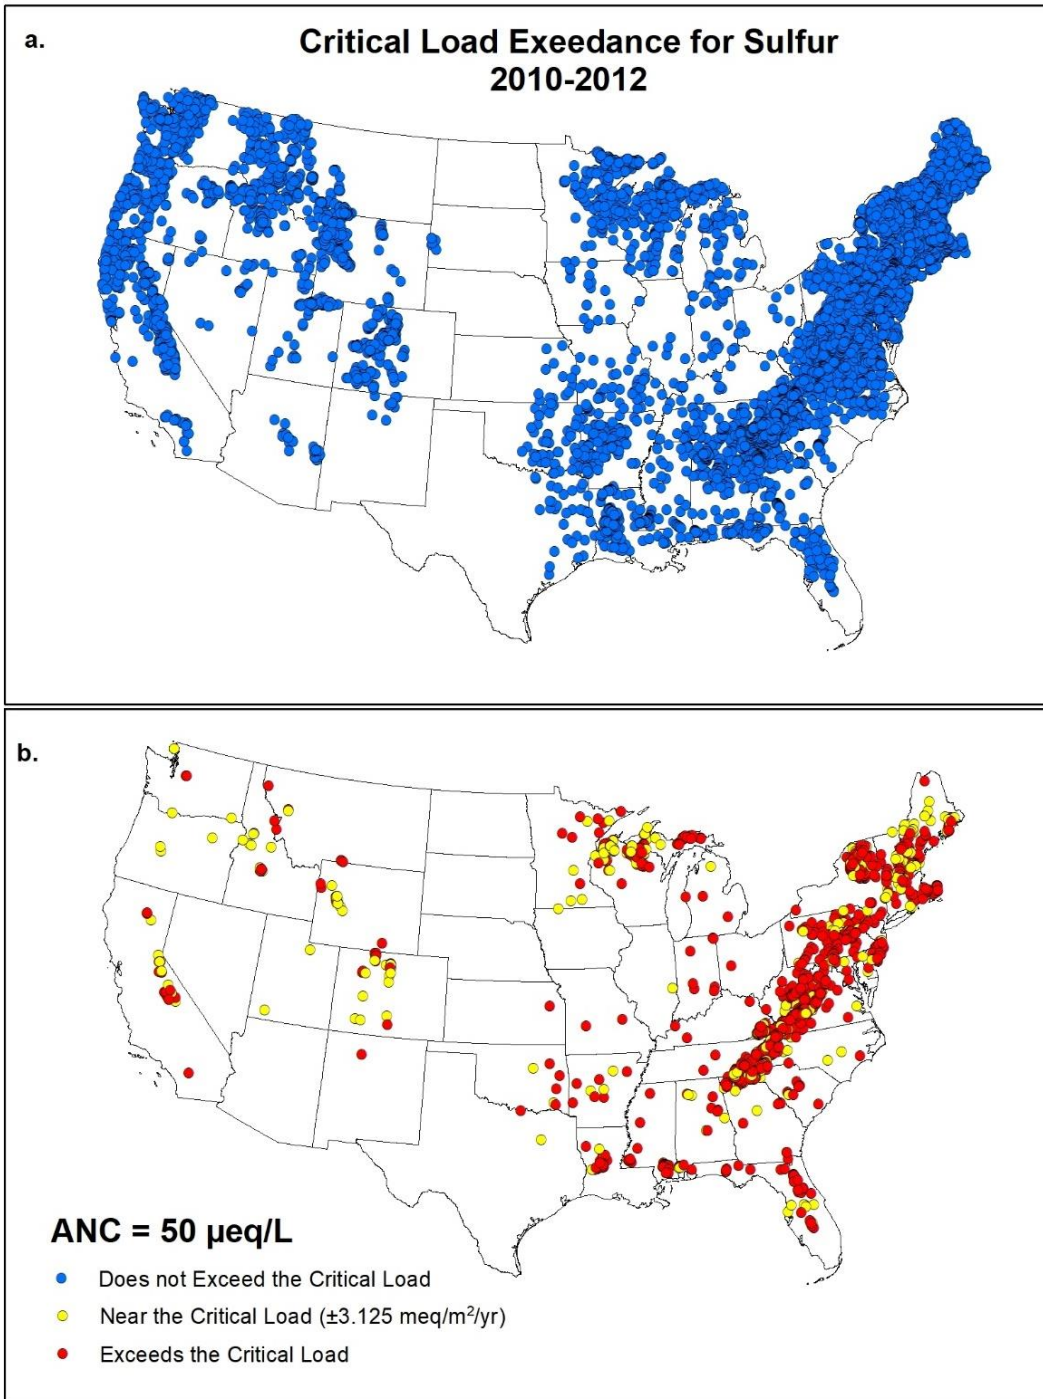 a.
Critical Load Exeedance for Sulfur
2010-2012
b.
ANC = 50 µeq/L
Does not Exceed the Critical Load
Near the Critical Load (±3.125 meq/m²/yr)
Exceeds the Critical Load